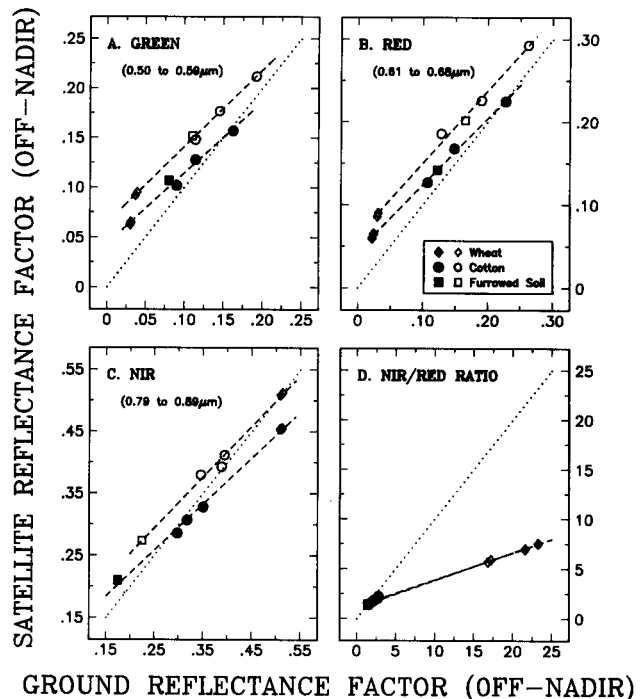 SATELLITE REFLECTANCE FACTOR (OFF-NADIR)
A. GREEN
(0.50 to 0.59µm)
.25
.20
.15
.10
.05
0
0 .05 .10 .15 .20 .25
B. RED
(0.61 to 0.68µm)
.30
.20
.10
0
0 .10 .20 .30
Wheat
Cotton
Furrowed Soil
C. NIR
(0.79 to 0.89µm)
.55
.45
.35
.25
.15
.15 .25 .35 .45 .55
D. NIR/RED RATIO
25
20
15
10
5
0
0 5 10 15 20 25
GROUND REFLECTANCE FACTOR (OFF-NADIR)